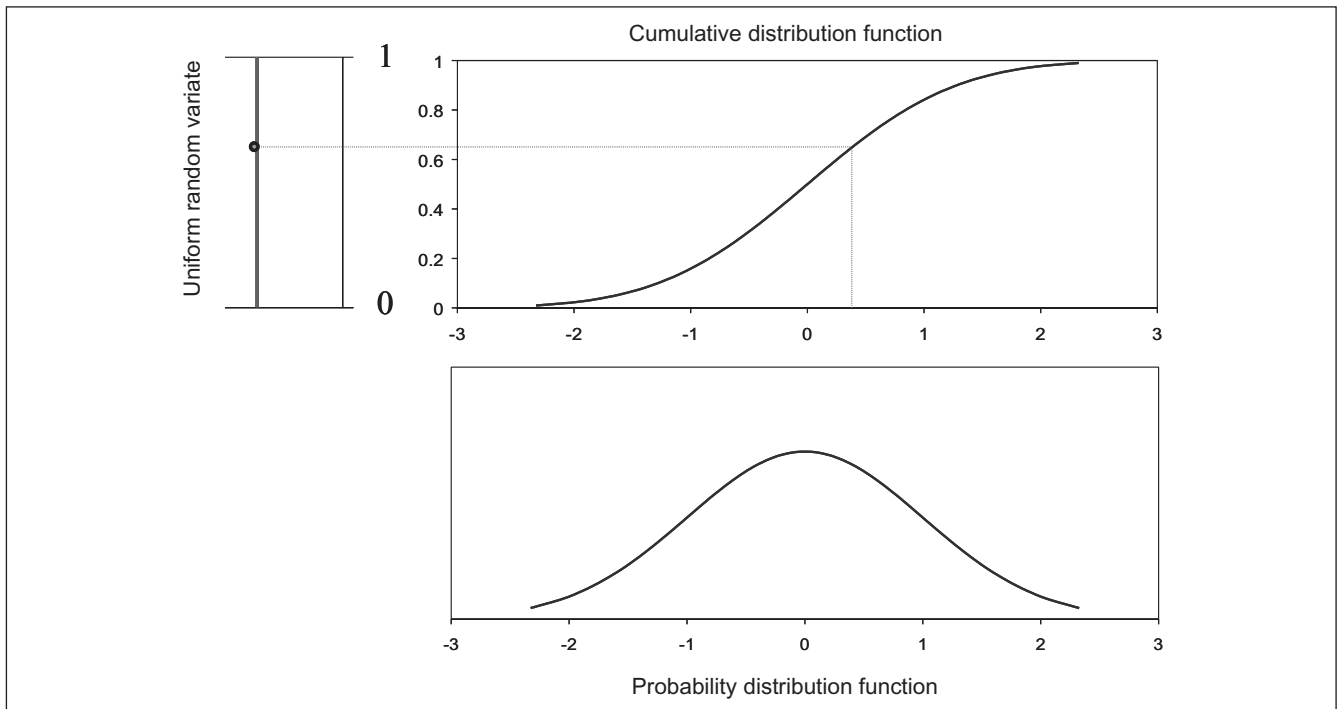 Cumulative distribution function
Uniform random variate
1
0
1
0.8
0.6
0.4
0.2
0
-3 -2 -1 0 1 2 3
-3 -2 -1 0 1 2 3
Probability distribution function